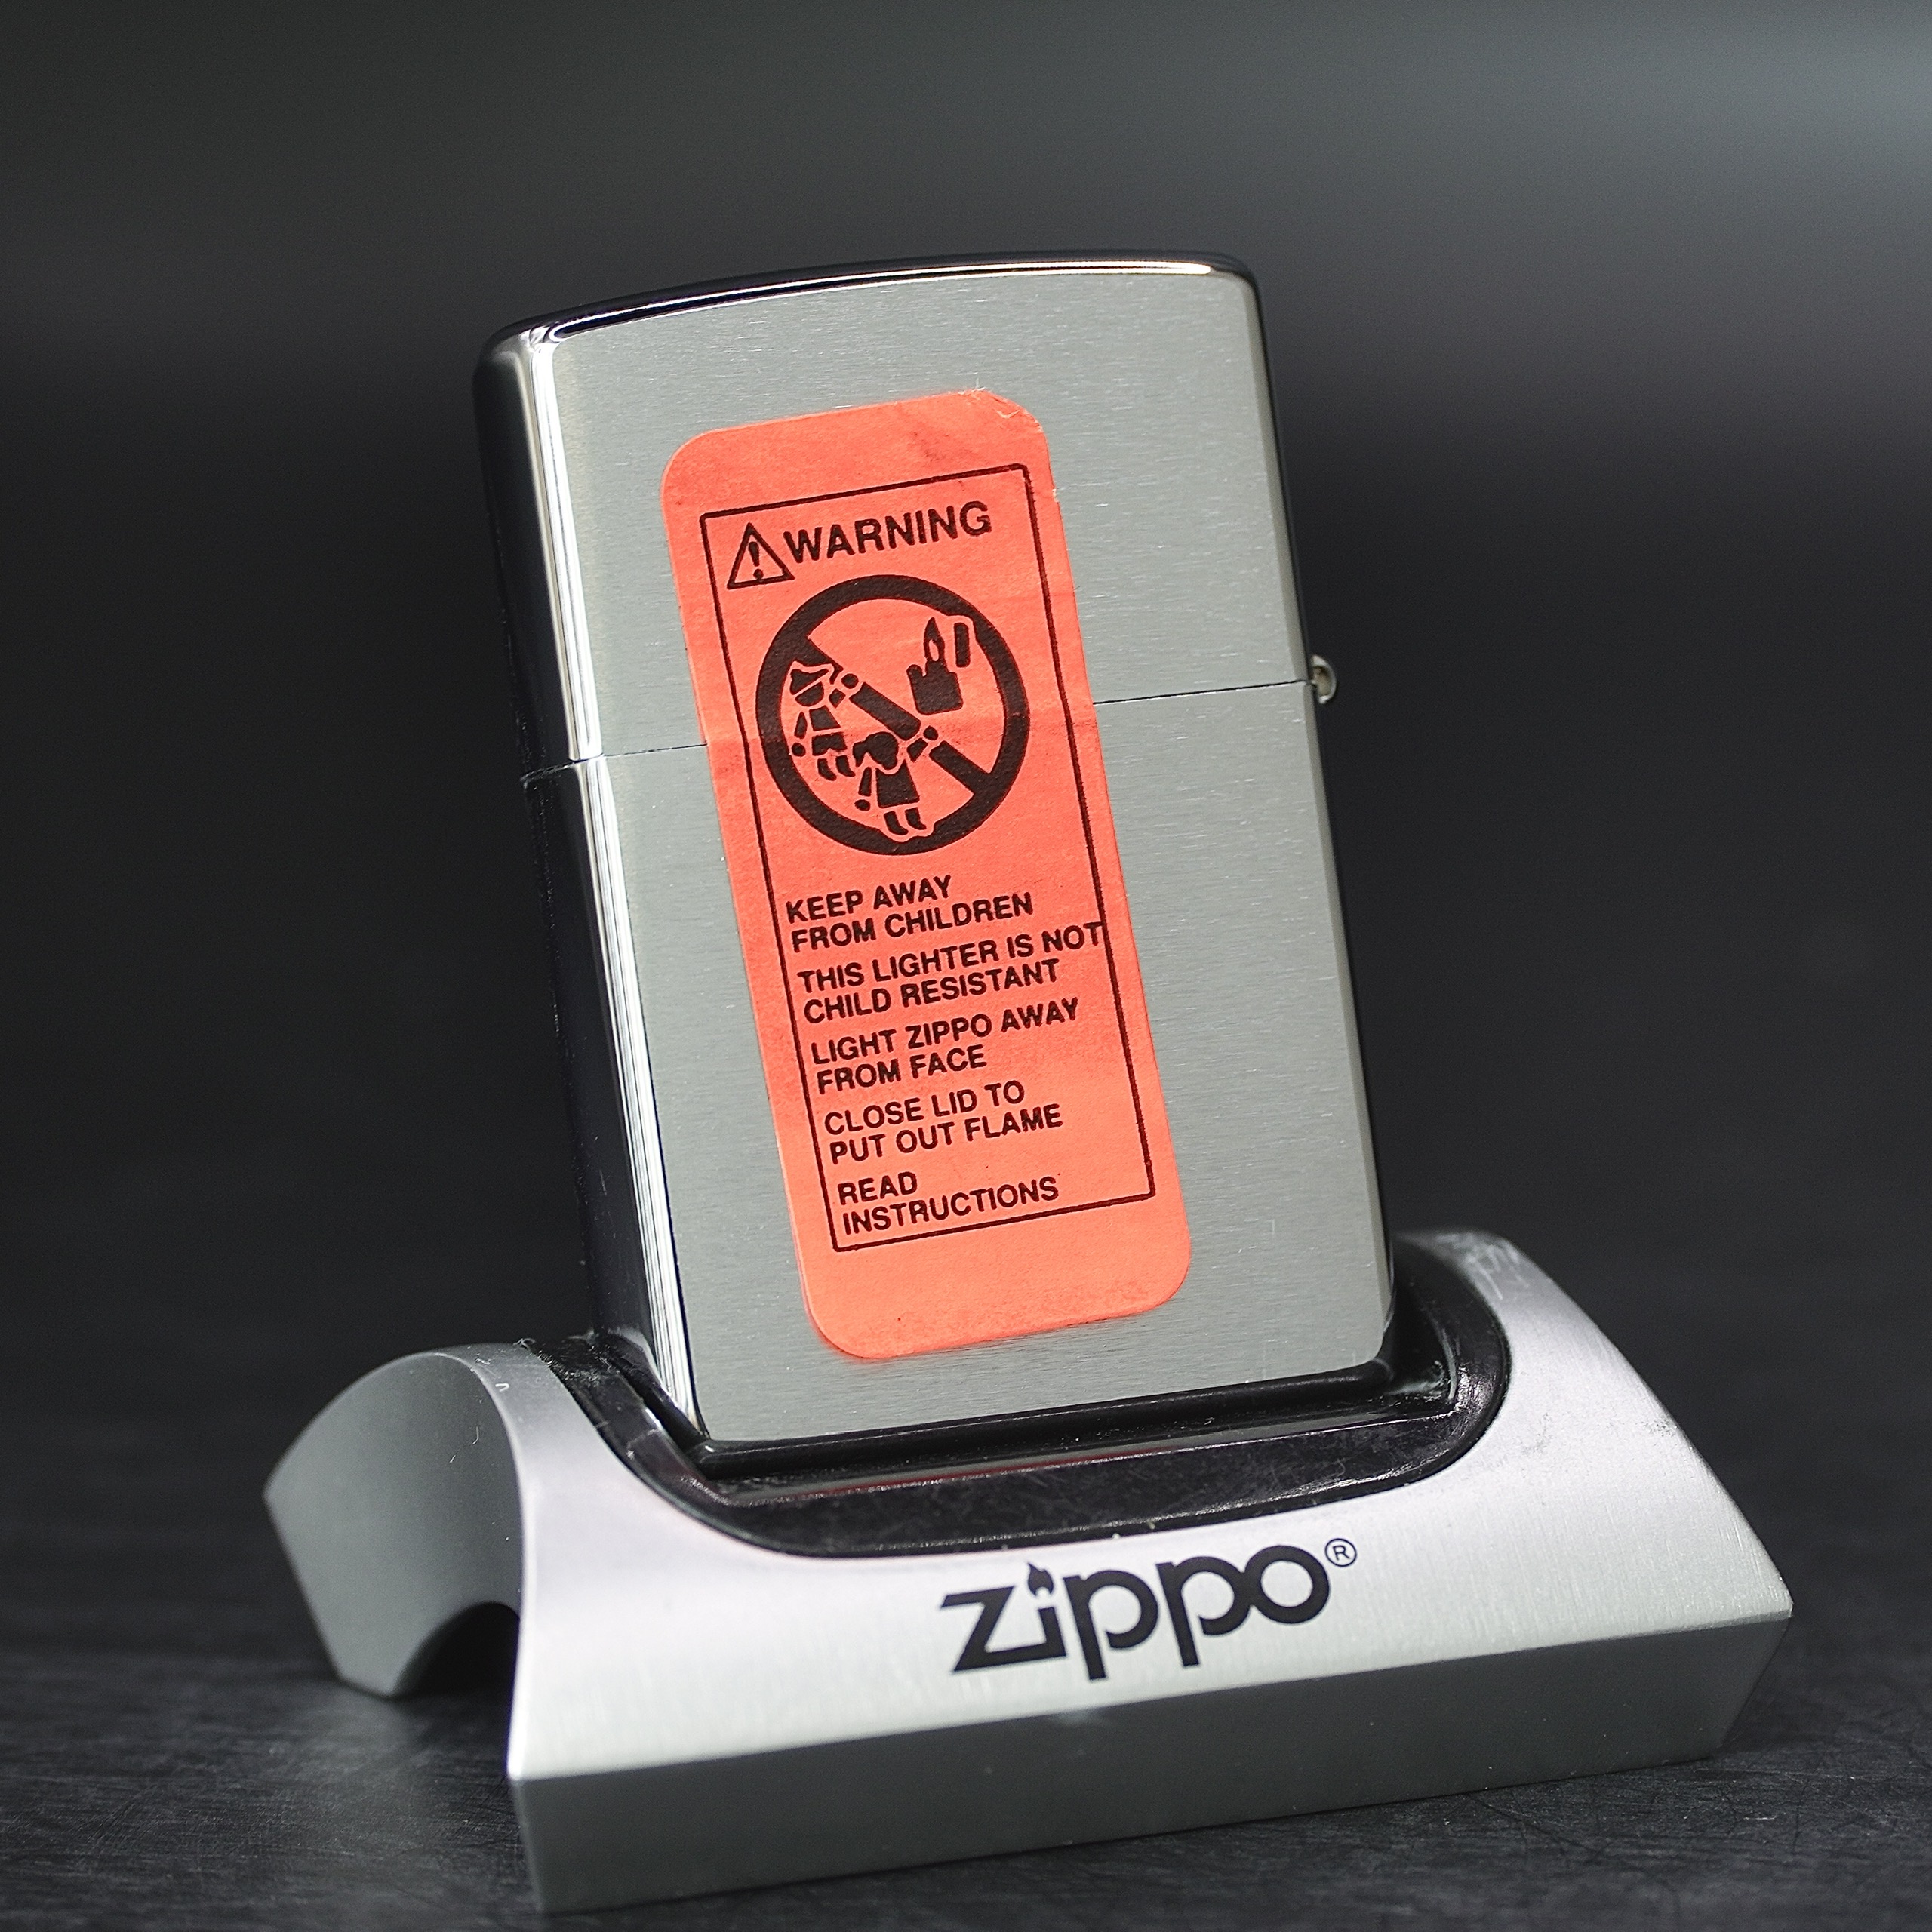 WARNING
KEEP AWAY
FROM CHILDREN
THIS LIGHTER IS NOT
CHILD RESISTANT
LIGHT ZIPPO AWAY
FROM FACE
CLOSE LID TO
PUT OUT FLAME
READ
INSTRUCTIONS
zippo®